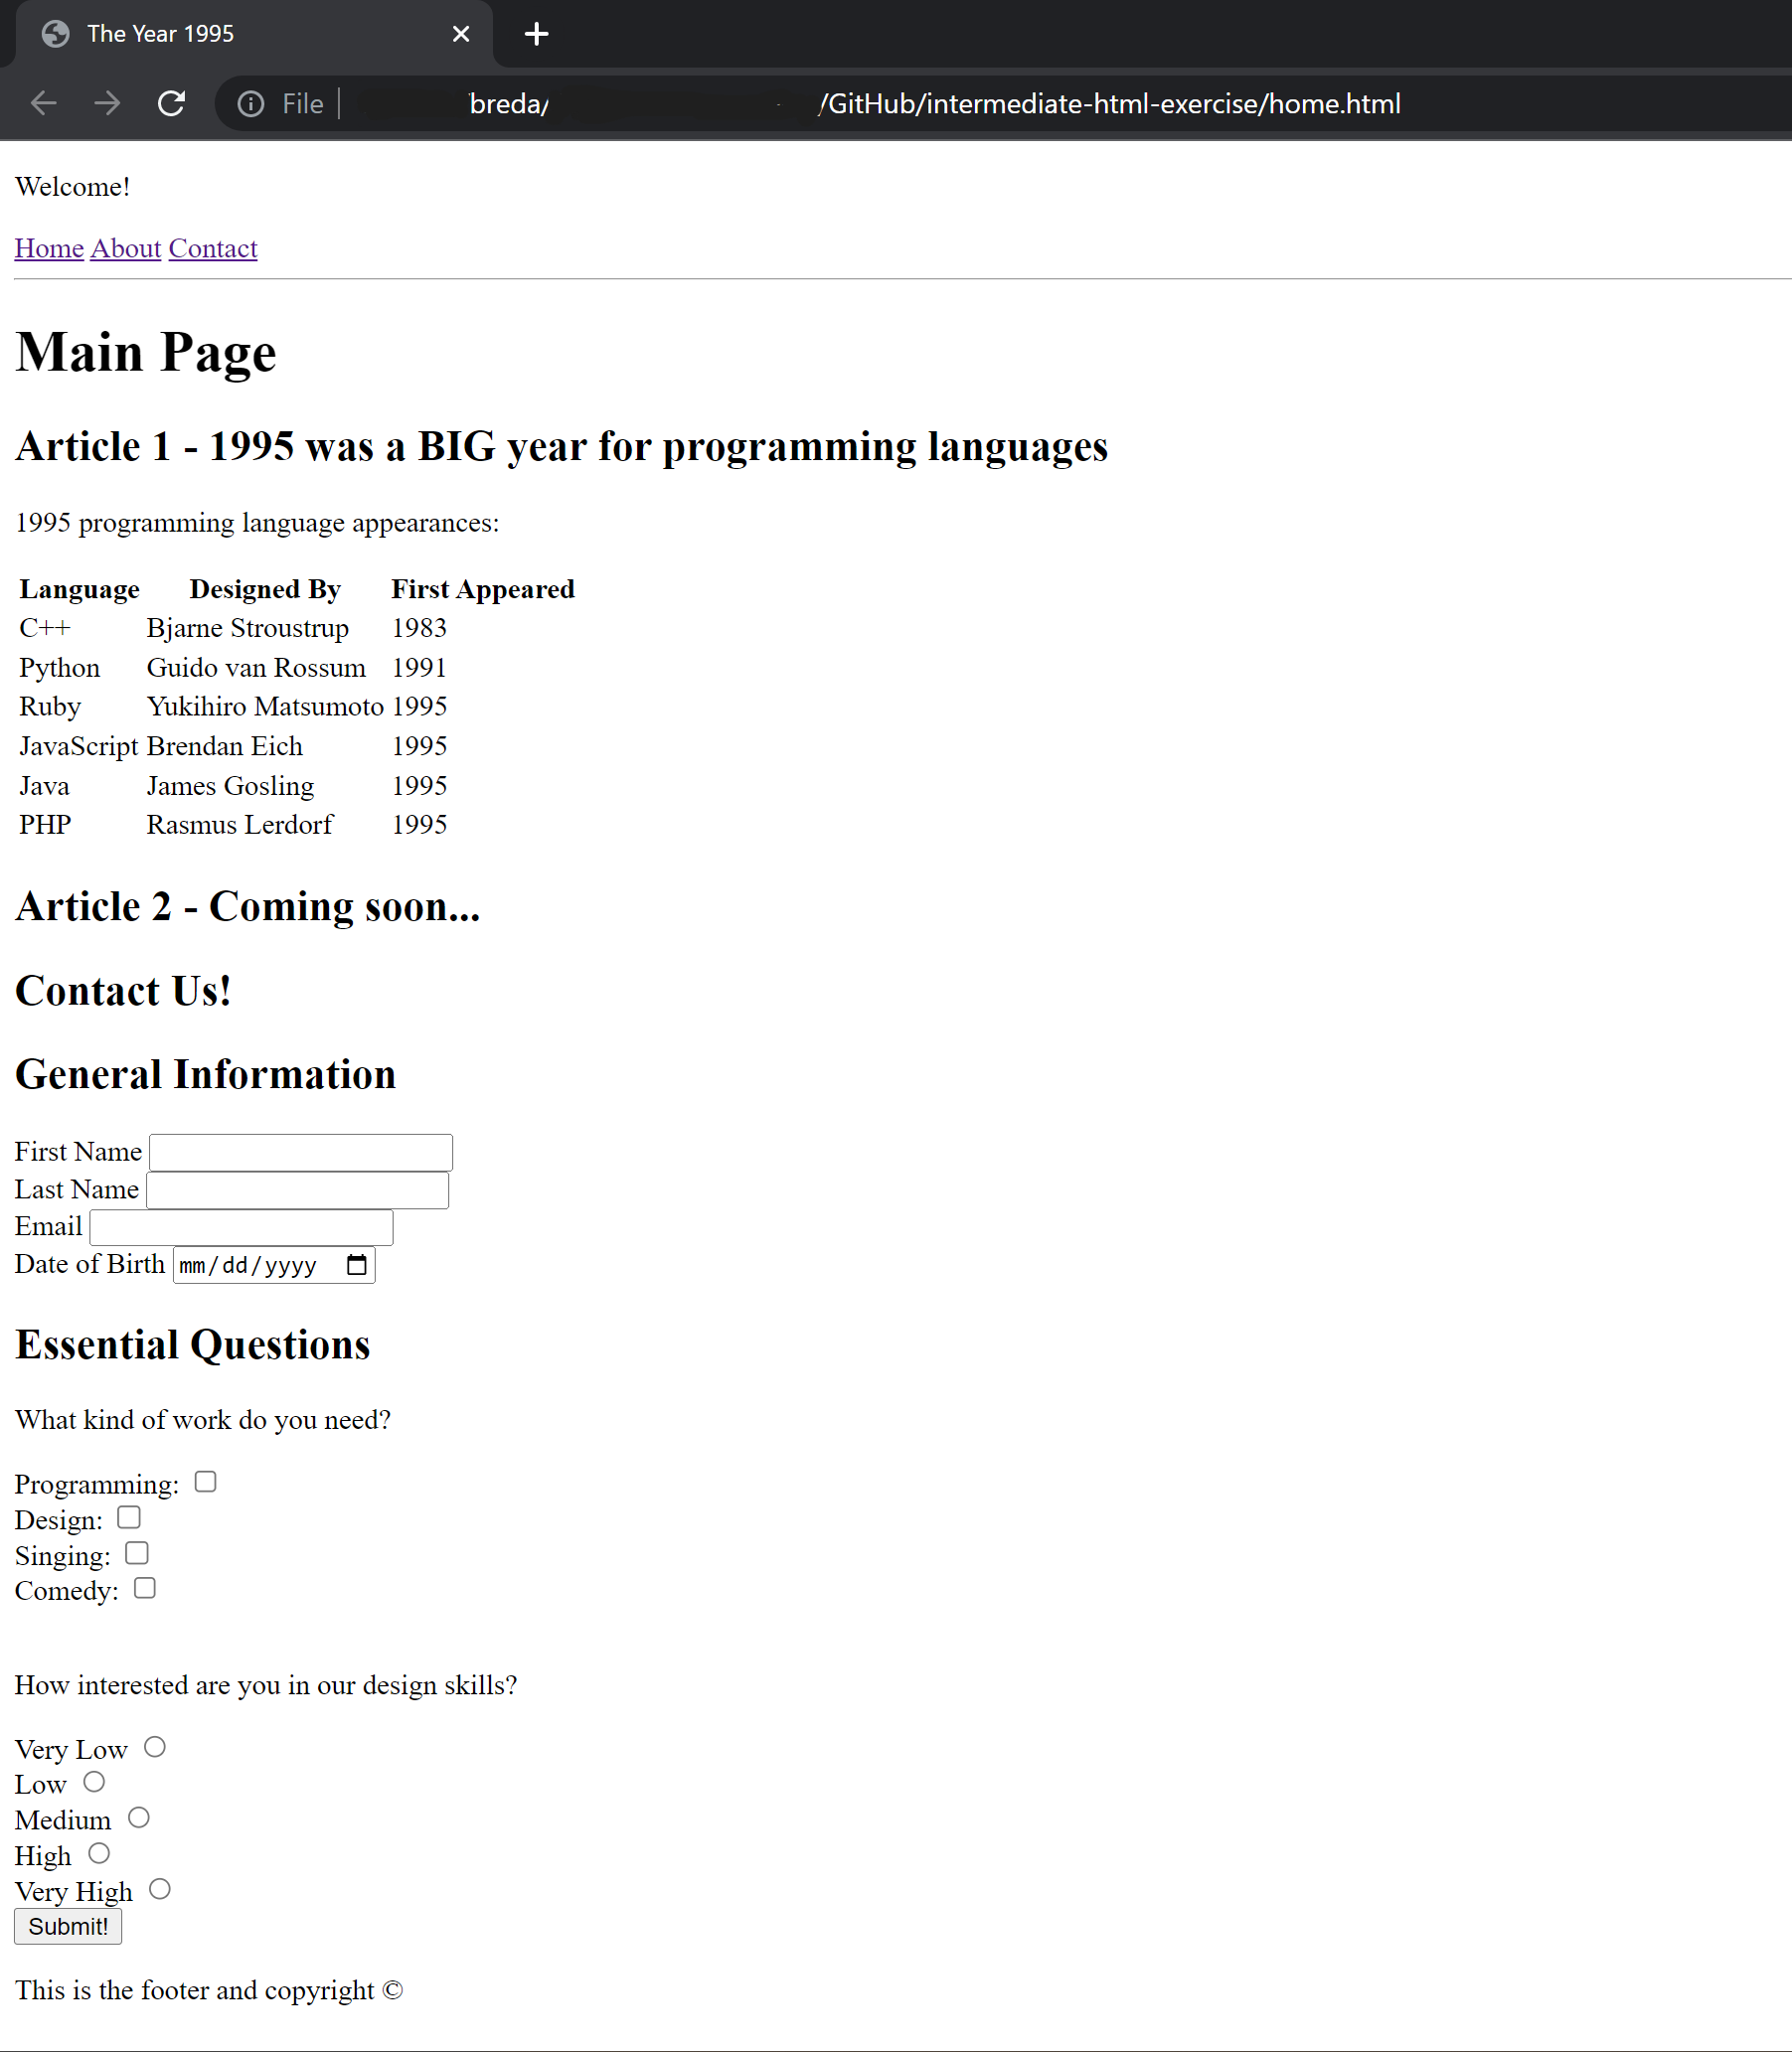 The Year 1995
File breda/ /GitHub/intermediate-html-exercise/home.html
Welcome!
Home About Contact
Main Page
Article 1 - 1995 was a BIG year for programming languages
1995 programming language appearances:
Language Designed By First Appeared
C++ Bjarne Stroustrup 1983
Python Guido van Rossum 1991
Ruby Yukihiro Matsumoto 1995
JavaScript Brendan Eich 1995
Java James Gosling 1995
PHP Rasmus Lerdorf 1995
Article 2 - Coming soon...
Contact Us!
General Information
First Name
Last Name
Email
Date of Birth mm/dd/yyyy
Essential Questions
What kind of work do you need?
Programming:
Design:
Singing:
Comedy:
How interested are you in our design skills?
Very Low
Low
Medium
High
Very High
Submit!
This is the footer and copyright ©